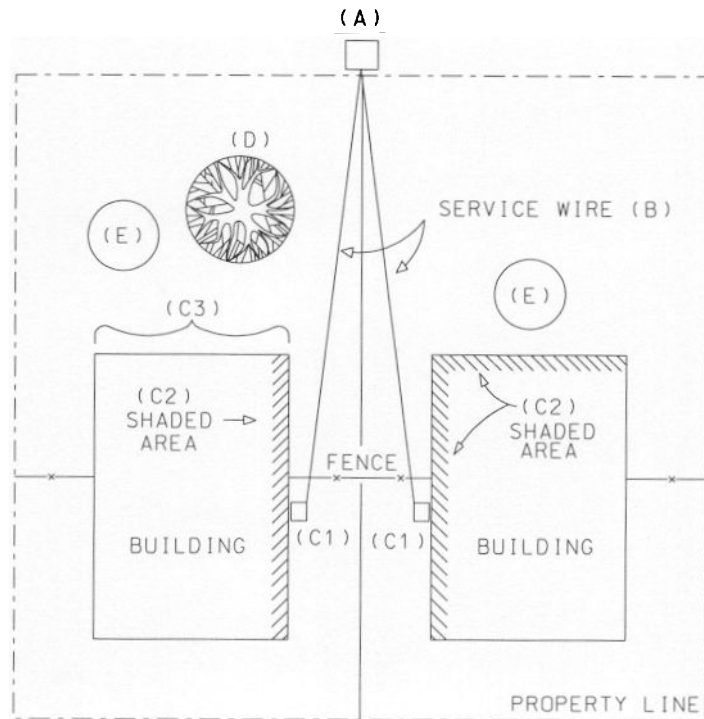 (A)
(D)
SERVICE WIRE (B)
(E)
(E)
(C3)
(C2)
SHADED
AREA
(C2)
SHADED
AREA
FENCE
(C1) (C1)
BUILDING
BUILDING
PROPERTY LINE